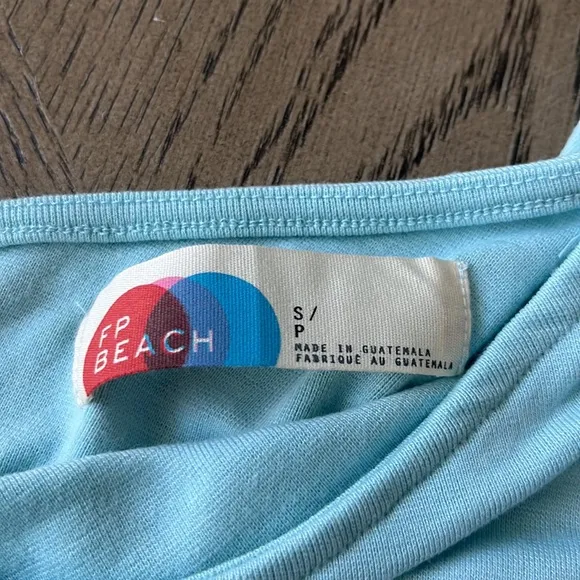 FP
BEACH
S/
P
MADE IN GUATEMALA
FABRIQUÉ AU GUATEMALA